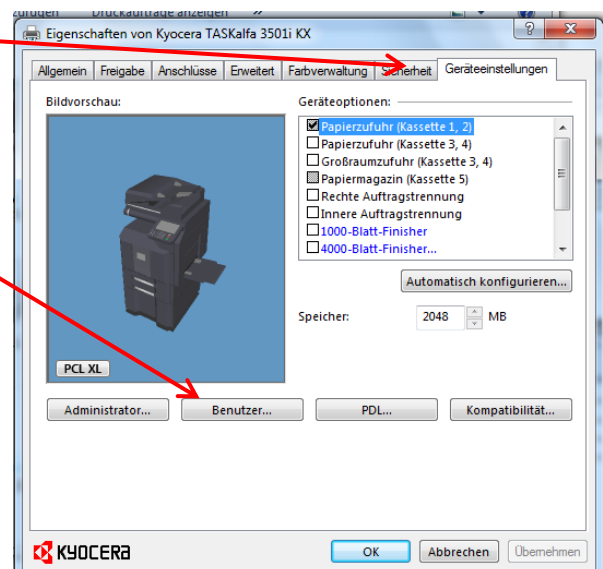 Druckaufträge anzeigen »
Eigenschaften von Kyocera TASKalfa 3501i KX
Allgemein Freigabe Anschlüsse Erweitert Farbverwaltung Sicherheit Geräteeinstellungen
Bildvorschau:
Geräteoptionen:
Papierzufuhr (Kassette 1, 2)
Papierzufuhr (Kassette 3, 4)
Großraumzufuhr (Kassette 3, 4)
Papiermagazin (Kassette 5)
Rechte Auftragstrennung
Innere Auftragstrennung
1000-Blatt-Finisher
4000-Blatt-Finisher...
Automatisch konfigurieren...
Speicher: 2048 MB
PCL XL
Administrator... Benutzer... PDL... Kompatibilität...
KYOCERA OK Abbrechen Übernehmen